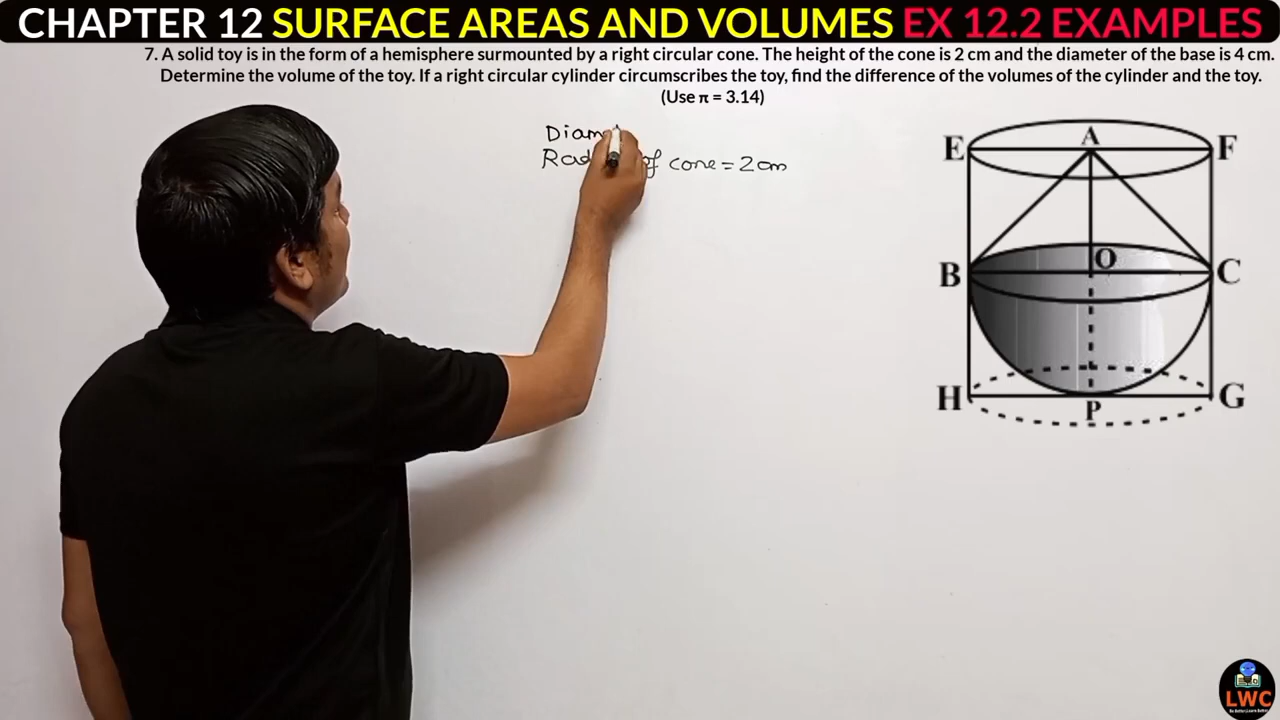 CHAPTER 12 SURFACE AREAS AND VOLUMES EX 12.2 EXAMPLES
7. A solid toy is in the form of a hemisphere surmounted by a right circular cone. The height of the cone is 2 cm and the diameter of the base is 4 cm.
Determine the volume of the toy. If a right circular cylinder circumscribes the toy, find the difference of the volumes of the cylinder and the toy.
(Use π = 3.14)
Diam
Rad of cone = 2 cm
E A F
B O C
H P G
LWC